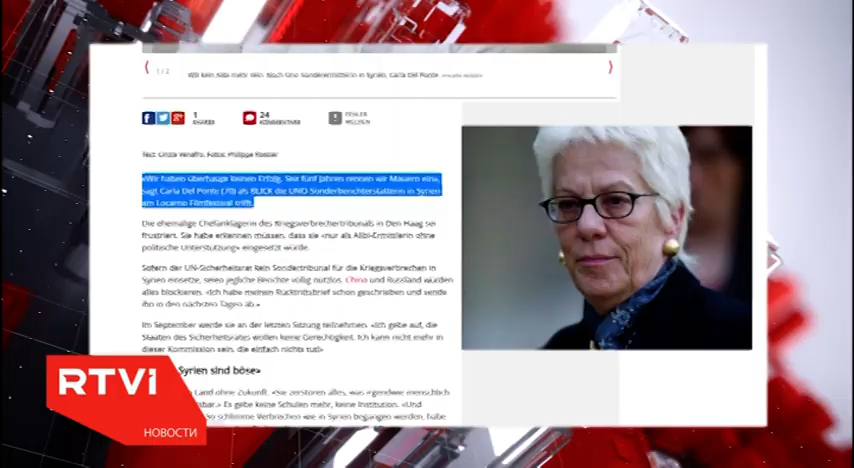 1 / 2 Will kein Alibi mehr sein: Noch-Uno-Sonderermittlerin in Syrien, Carla Del Ponte
1 24 FEHLER
SHARES KOMMENTARE MELDEN
Text: Cinzia Venafro, Fotos: Philippe Rossier
«Wir haben überhaupt keinen Erfolg. Seit fünf Jahren rennen wir Mauern ein»,
sagt Carla Del Ponte (70) als BLICK die UNO-Sonderberichterstatterin in Syrien
am Locarno Filmfestival trifft.
Die ehemalige Chefanklägerin des Kriegsverbrechertribunals in Den Haag sei
frustriert. Sie habe erkennen müssen, dass sie «nur als Alibi-Ermittlerin ohne
politische Unterstützung» eingesetzt würde.
Sofern der UN-Sicherheitsrat kein Sondertribunal für die Kriegsverbrechen in
Syrien einsetze, seien jegliche Berichte völlig nutzlos. China und Russland würden
alles blockieren. «Ich habe meinen Rücktrittsbrief schon geschrieben und sende
ihn in den nächsten Tagen ab.»
Im September werde sie an der letzten Sitzung teilnehmen. «Ich gebe auf, die
Staaten des Sicherheitsrates wollen keine Gerechtigkeit. Ich kann nicht mehr in
dieser Kommission sein, die einfach nichts tut!»
Syrien sind böse»
Land ohne Zukunft. «Sie zerstören alles, was irgendwie menschlich
Es gebe keine Schulen mehr, keine Institution. «Und
so schlimme Verbrechen wie in Syrien begangen werden, habe
RTVi
НОВОСТИ